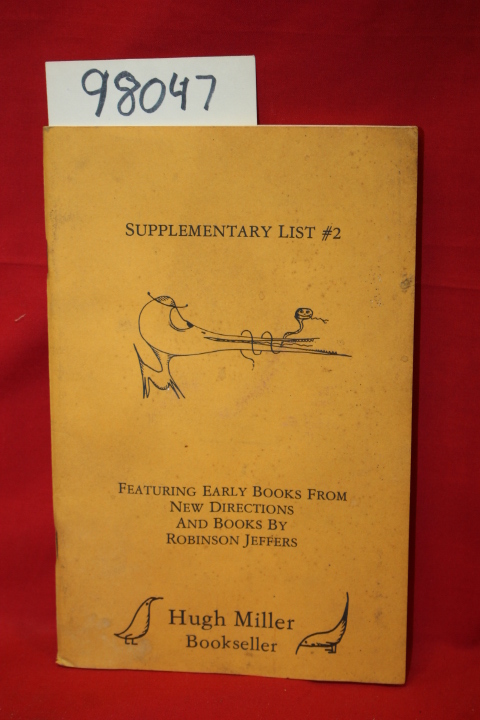 98047
SUPPLEMENTARY LIST #2
FEATURING EARLY BOOKS FROM
NEW DIRECTIONS
AND BOOKS BY
ROBINSON JEFFERS
Hugh Miller
Bookseller